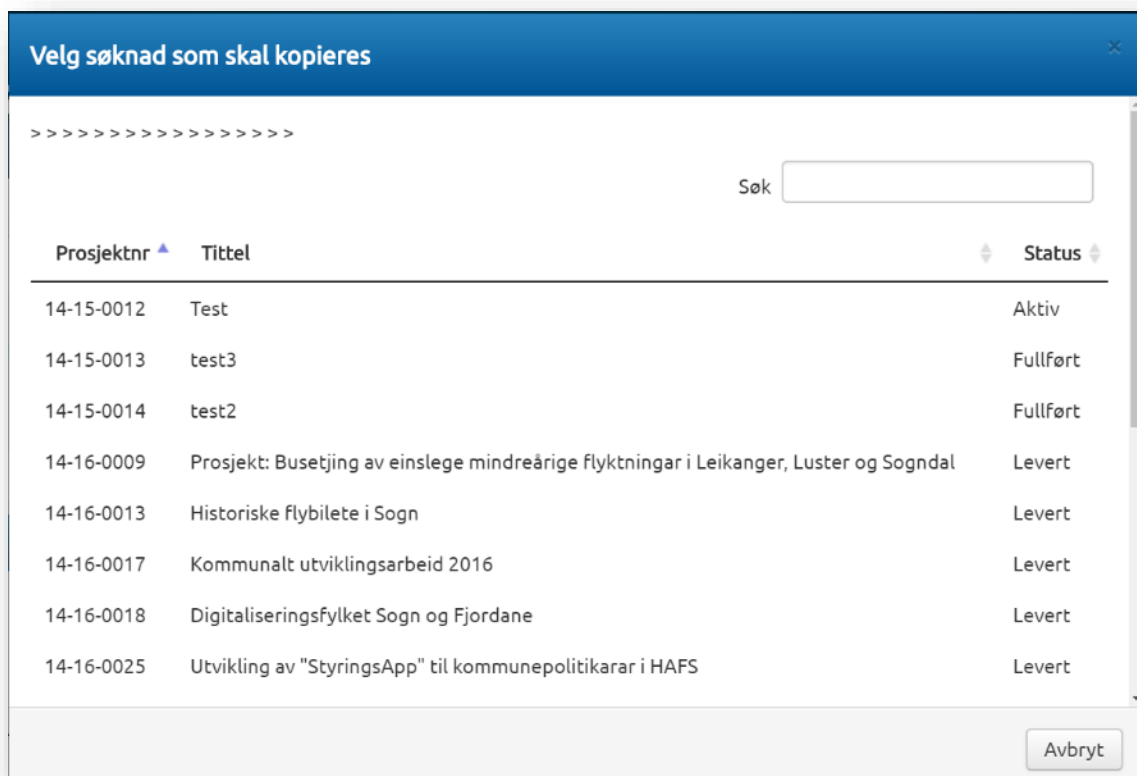 Velg søknad som skal kopieres
×
> > > > > > > > > > > > > > > > >
Søk
Prosjektnr Tittel Status
14-15-0012 Test Aktiv
14-15-0013 test3 Fullført
14-15-0014 test2 Fullført
14-16-0009 Prosjekt: Busetjing av einslege mindreårige flyktningar i Leikanger, Luster og Sogndal Levert
14-16-0013 Historiske flybilete i Sogn Levert
14-16-0017 Kommunalt utviklingsarbeid 2016 Levert
14-16-0018 Digitaliseringsfylket Sogn og Fjordane Levert
14-16-0025 Utvikling av "StyringsApp" til kommunepolitikarar i HAFS Levert
Avbryt